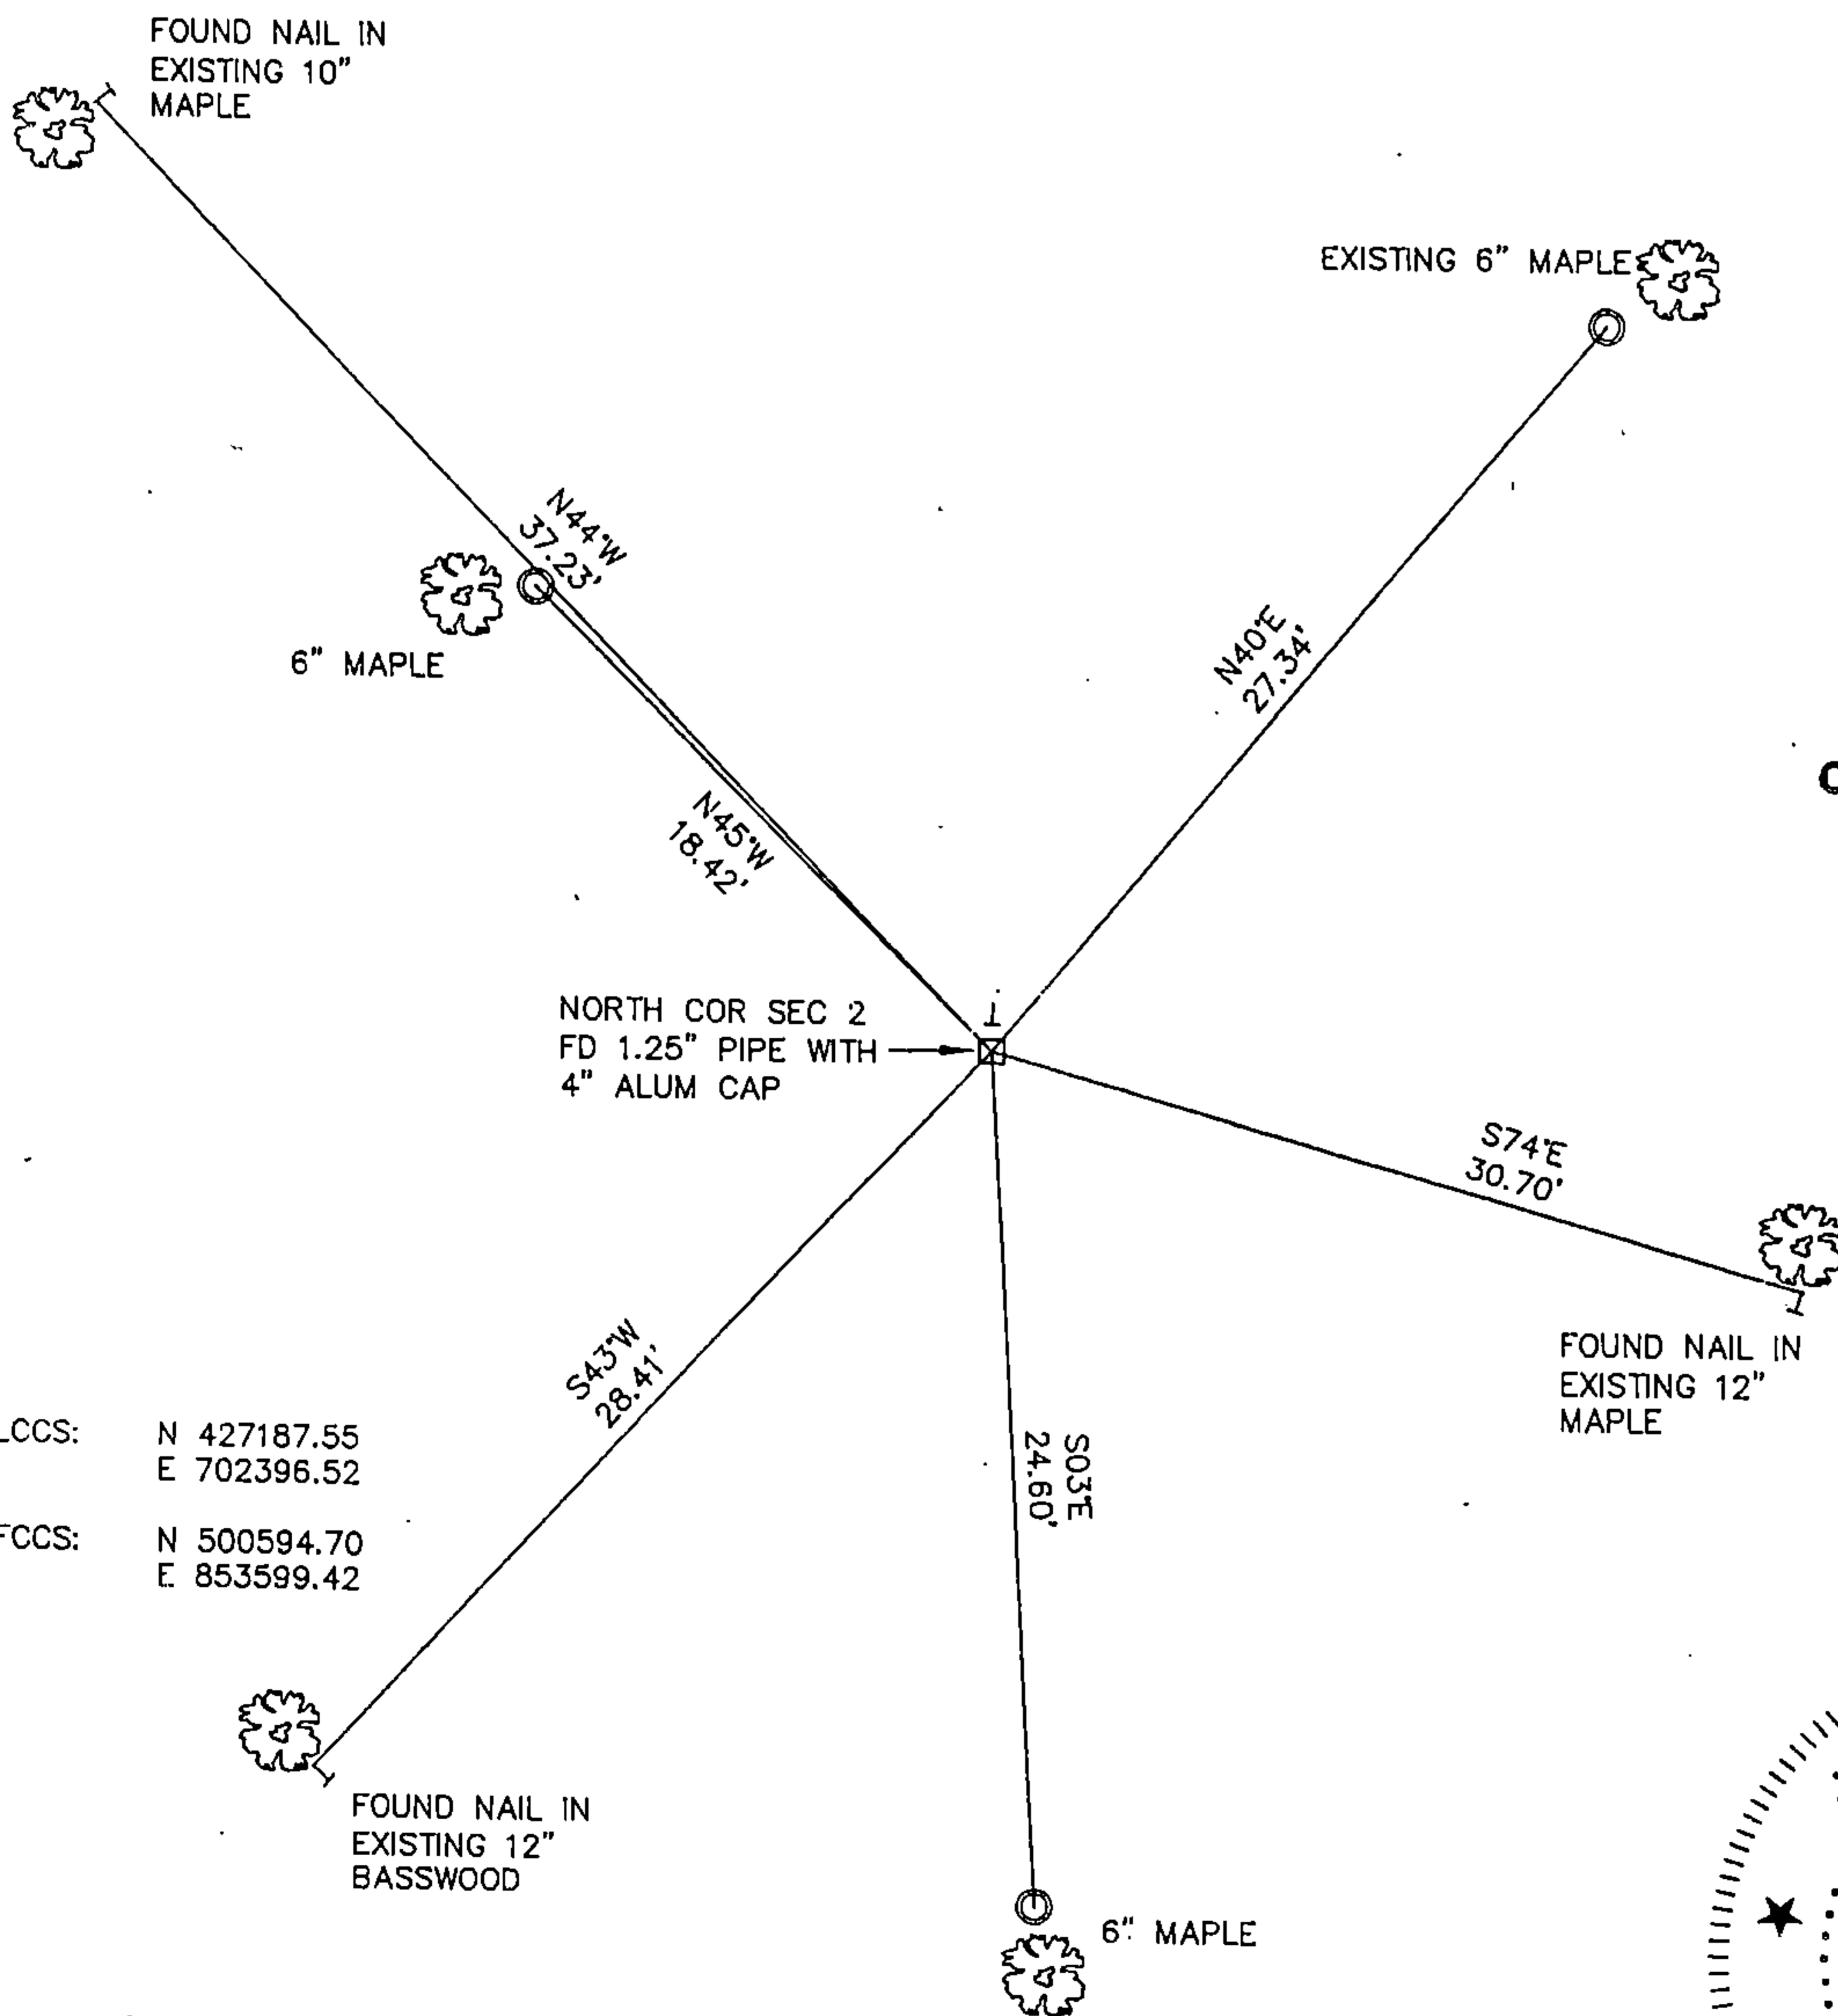 FOUND NAIL IN
EXISTING 10"
MAPLE
EXISTING 6" MAPLE
N44°W
37.23'
6" MAPLE
N40°E
27.34'
N45°W
18.42'
NORTH COR SEC 2
FD 1.25" PIPE WITH
4" ALUM CAP
S74°E
30.70'
FOUND NAIL IN
EXISTING 12"
MAPLE
S43°W
28.41'
S03°E
24.60'
LCCS: N 427187.55
E 702396.52
FCCS: N 500594.70
E 853599.42
FOUND NAIL IN
EXISTING 12"
BASSWOOD
6" MAPLE